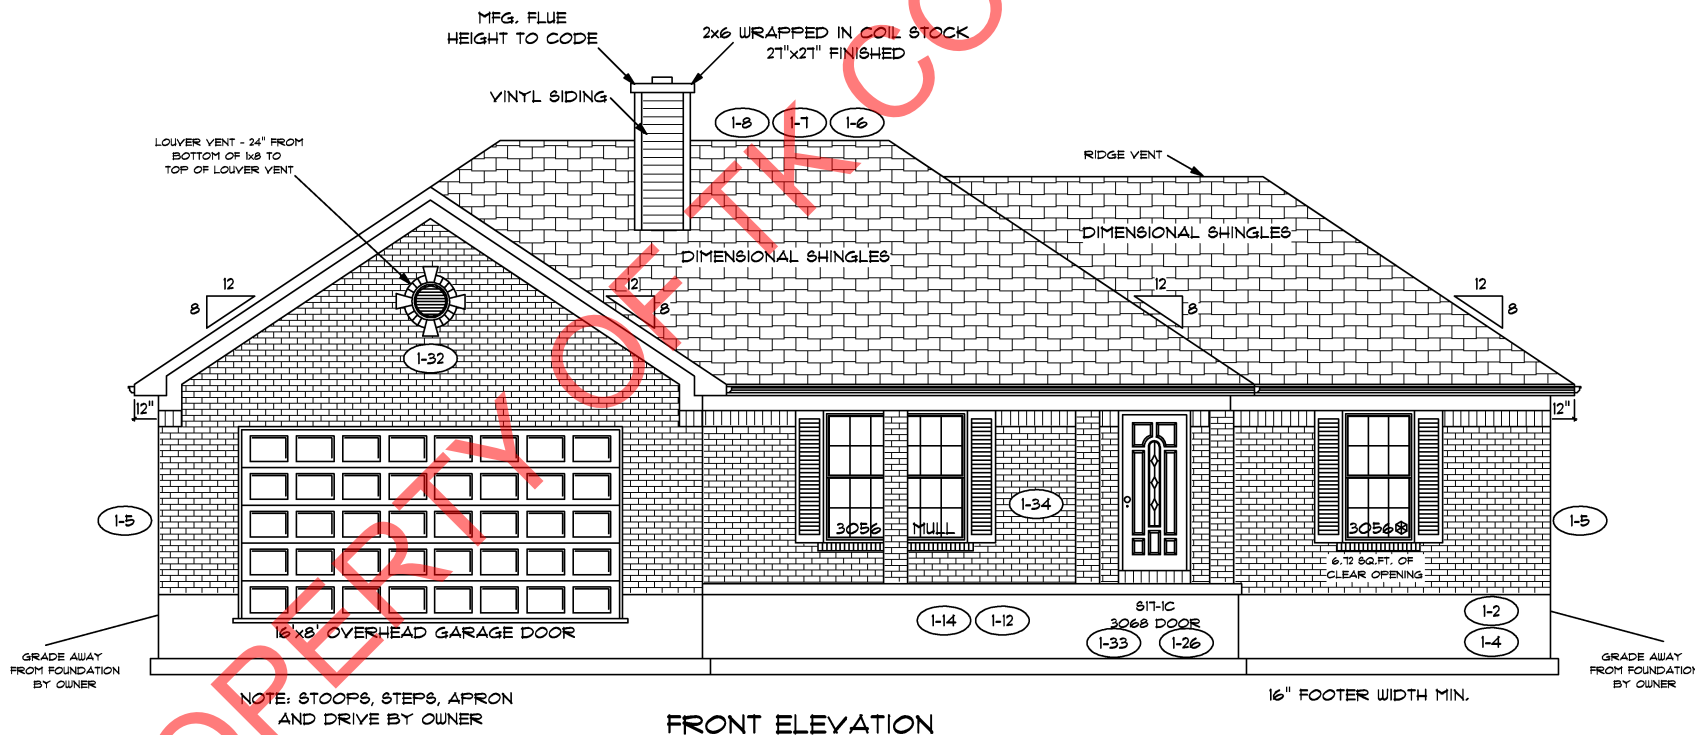 MFG. FLUE
HEIGHT TO CODE
2x6 WRAPPED IN COIL STOCK
27"x27" FINISHED
VINYL SIDING
1-8 1-7 1-6
LOUVER VENT - 24" FROM
BOTTOM OF 1x8 TO
TOP OF LOUVER VENT
RIDGE VENT
DIMENSIONAL SHINGLES
DIMENSIONAL SHINGLES
12
8
12
8
12
8
12
8
1-32
12"
12"
1-5
1-34
1-5
3056 MULL
3056
6.72 SQ.FT. OF
CLEAR OPENING
S17-1C
3068 DOOR
1-14 1-12
1-33 1-26
1-2
1-4
16'x8' OVERHEAD GARAGE DOOR
GRADE AWAY
FROM FOUNDATION
BY OWNER
GRADE AWAY
FROM FOUNDATION
BY OWNER
NOTE: STOOPS, STEPS, APRON
AND DRIVE BY OWNER
16" FOOTER WIDTH MIN.
FRONT ELEVATION
PROPERTY OF TK CO